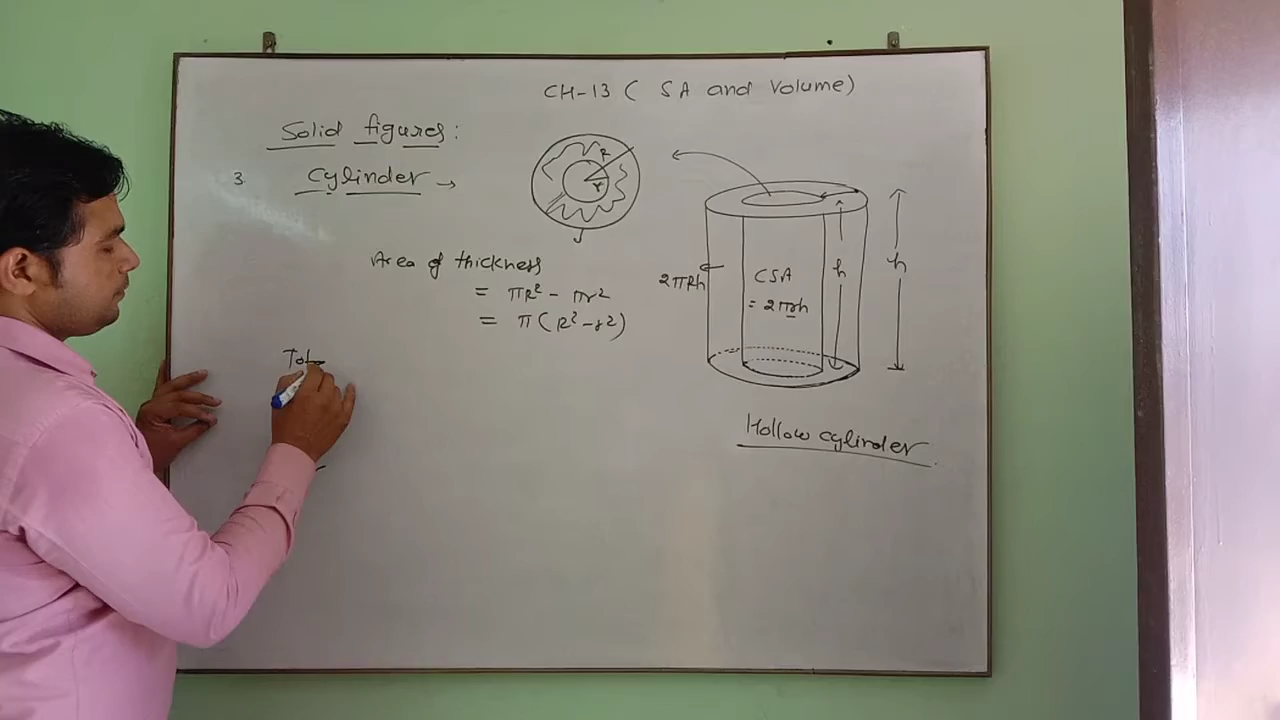 CH-13 ( SA and Volume)
Solid figures:
3 Cylinder →
R
r
Area of thickness
= πR² - πr²
= π(R²-r²)
2πRh
CSA
= 2πrh
h
h
Tot
Hollow cylinder